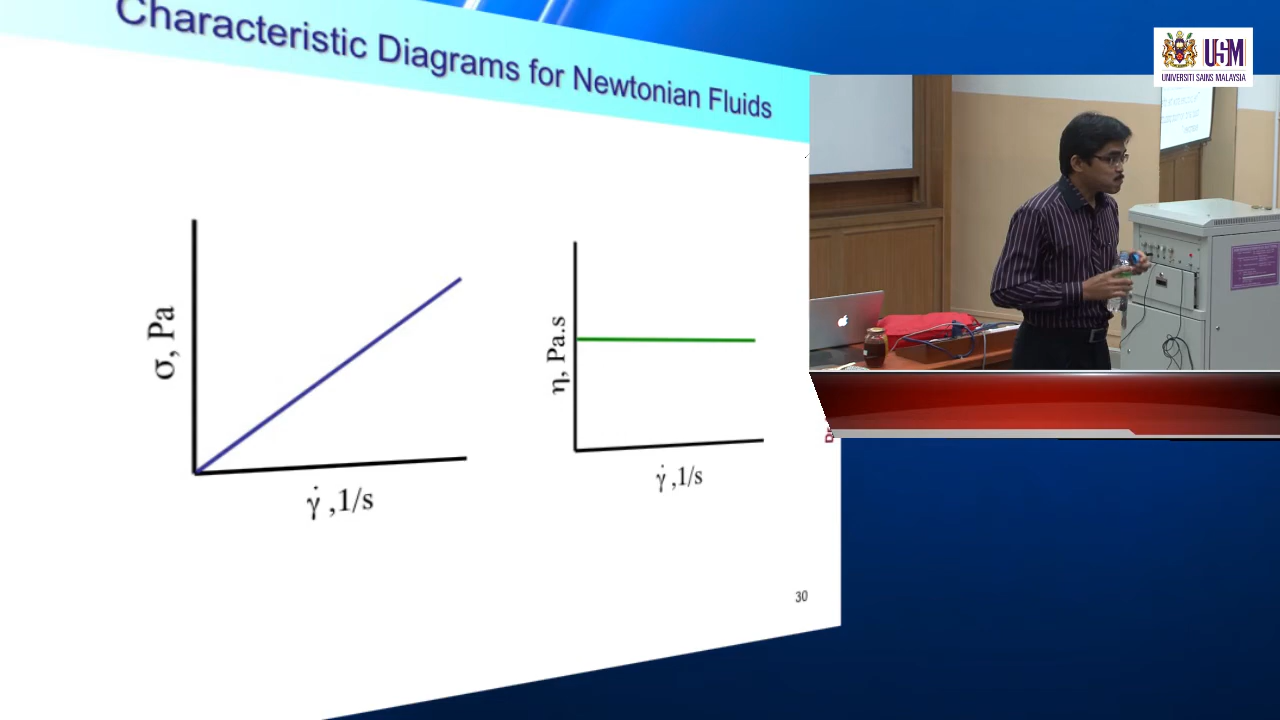 Characteristic Diagrams for Newtonian Fluids
σ, Pa
γ̇ ,1/s
η, Pa.s
γ̇ ,1/s
30
USM
UNIVERSITI SAINS MALAYSIA